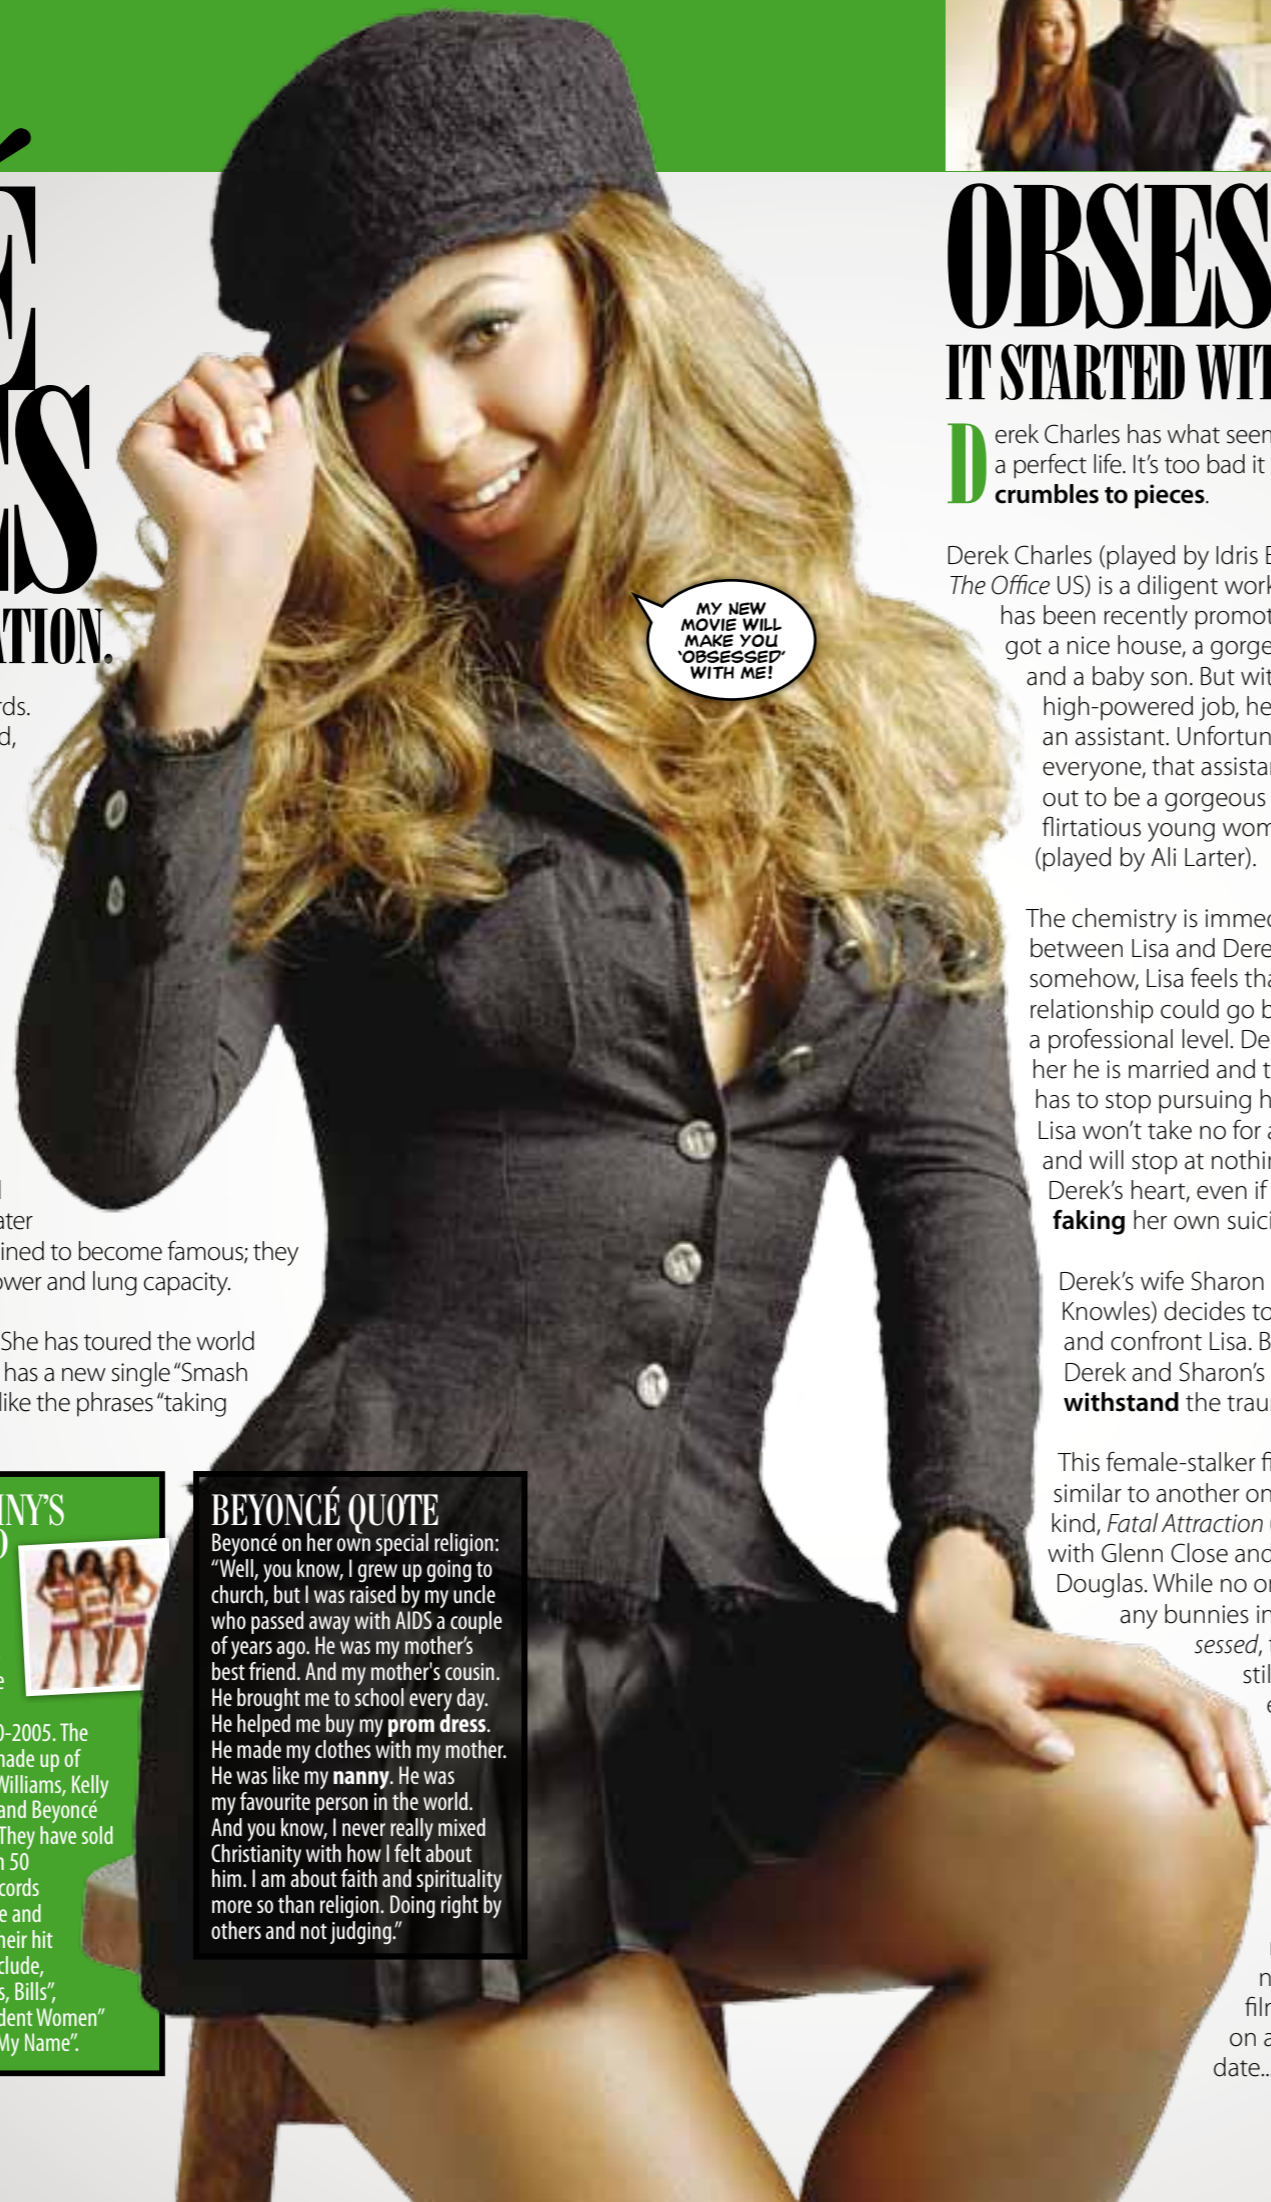 É
ES
ATION.
rds.
d,
ater
ined to become famous; they
ower and lung capacity.
She has toured the world
has a new single “Smash
like the phrases “taking
NNY’S
O
e
0-2005. The
made up of
Williams, Kelly
and Beyoncé
They have sold
n 50
cords
e and
heir hit
clude,
s, Bills”,
dent Women”
My Name”.
BEYONCÉ QUOTE
Beyoncé on her own special religion:
“Well, you know, I grew up going to
church, but I was raised by my uncle
who passed away with AIDS a couple
of years ago. He was my mother’s
best friend. And my mother's cousin.
He brought me to school every day.
He helped me buy my prom dress.
He made my clothes with my mother.
He was like my nanny. He was
my favourite person in the world.
And you know, I never really mixed
Christianity with how I felt about
him. I am about faith and spirituality
more so than religion. Doing right by
others and not judging.”
MY NEW
MOVIE WILL
MAKE YOU
‘OBSESSED’
WITH ME!
OBSES
IT STARTED WIT
Derek Charles has what seem
a perfect life. It’s too bad it
crumbles to pieces.
Derek Charles (played by Idris E
The Office US) is a diligent work
has been recently promot
got a nice house, a gorge
and a baby son. But wit
high-powered job, he
an assistant. Unfortun
everyone, that assista
out to be a gorgeous
flirtatious young wom
(played by Ali Larter).
The chemistry is immed
between Lisa and Dere
somehow, Lisa feels tha
relationship could go b
a professional level. De
her he is married and t
has to stop pursuing h
Lisa won’t take no for a
and will stop at nothin
Derek’s heart, even if
faking her own suici
Derek’s wife Sharon
Knowles) decides to
and confront Lisa. B
Derek and Sharon’s
withstand the trau
This female-stalker fi
similar to another on
kind, Fatal Attraction
with Glenn Close and
Douglas. While no o
any bunnies in
sessed,
stil
e
n
film
on a
date..